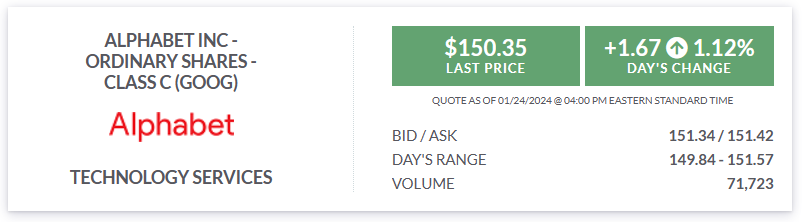 ALPHABET INC -
ORDINARY SHARES -
CLASS C (GOOG)
Alphabet
TECHNOLOGY SERVICES
$150.35
LAST PRICE
+1.67 1.12%
DAY'S CHANGE
QUOTE AS OF 01/24/2024 @ 04:00 PM EASTERN STANDARD TIME
BID / ASK 151.34 / 151.42
DAY'S RANGE 149.84 - 151.57
VOLUME 71,723